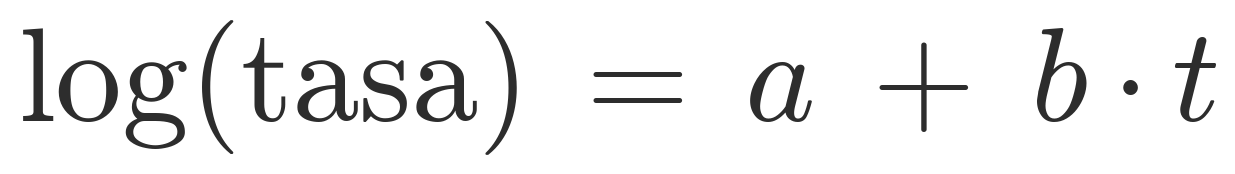 log(tasa) = a + b · t